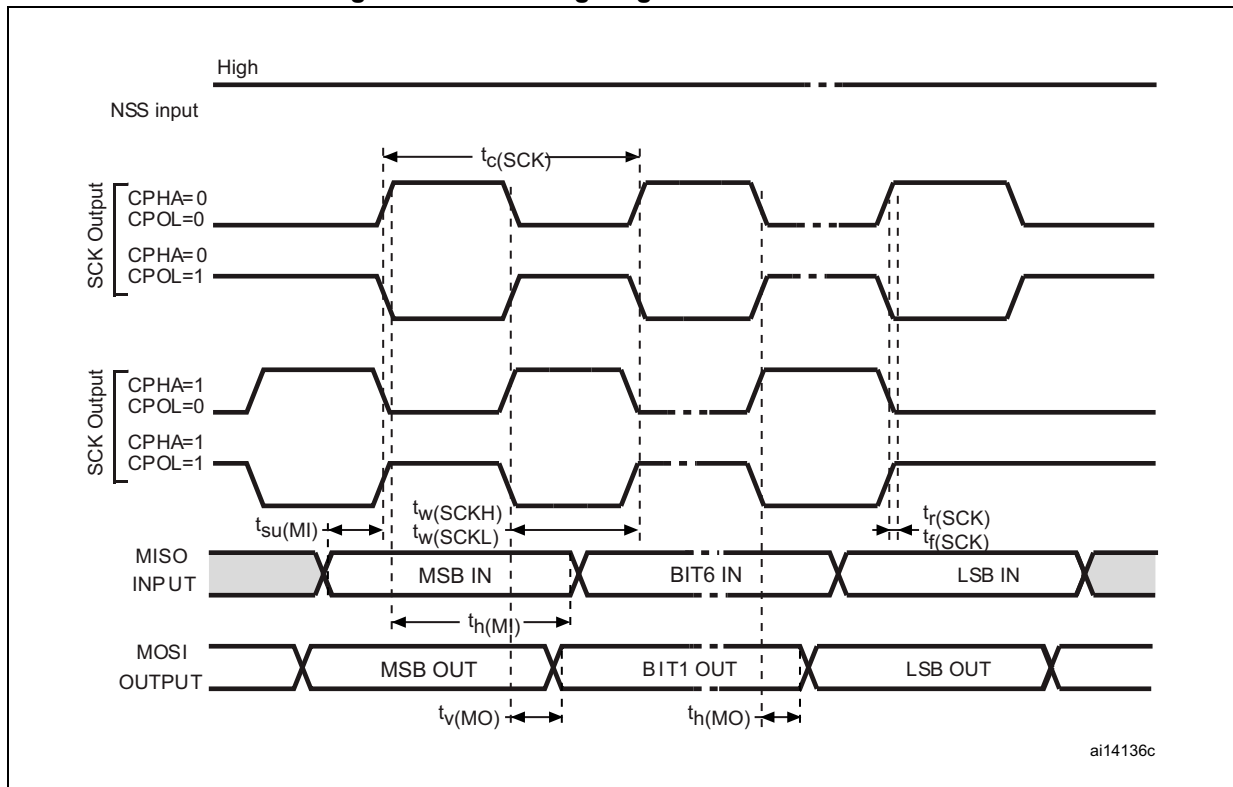 High
NSS input
tc(SCK)
SCK Output
CPHA=0
CPOL=0
CPHA=0
CPOL=1
SCK Output
CPHA=1
CPOL=0
CPHA=1
CPOL=1
tsu(MI)
tw(SCKH)
tw(SCKL)
tr(SCK)
tf(SCK)
MISO
INPUT
MSB IN
BIT6 IN
LSB IN
th(MI)
MOSI
OUTPUT
MSB OUT
BIT1 OUT
LSB OUT
tv(MO)
th(MO)
ai14136c